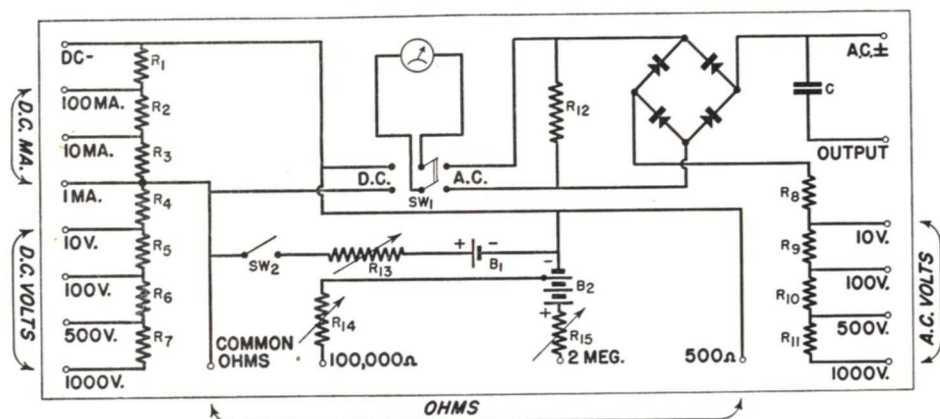 DC-
R1
100MA.
R2
10MA.
R3
1MA.
R4
10V.
R5
100V.
R6
500V.
R7
1000V.
D.C. MA.
D.C. VOLTS
D.C.
A.C.
SW1
R12
A.C.±
C
OUTPUT
R8
10V.
R9
100V.
R10
500V.
R11
1000V.
A.C. VOLTS
SW2
R13
+ -
B1
-
B2
+
R14
R15
COMMON
OHMS
100,000Ω
2 MEG.
500Ω
OHMS